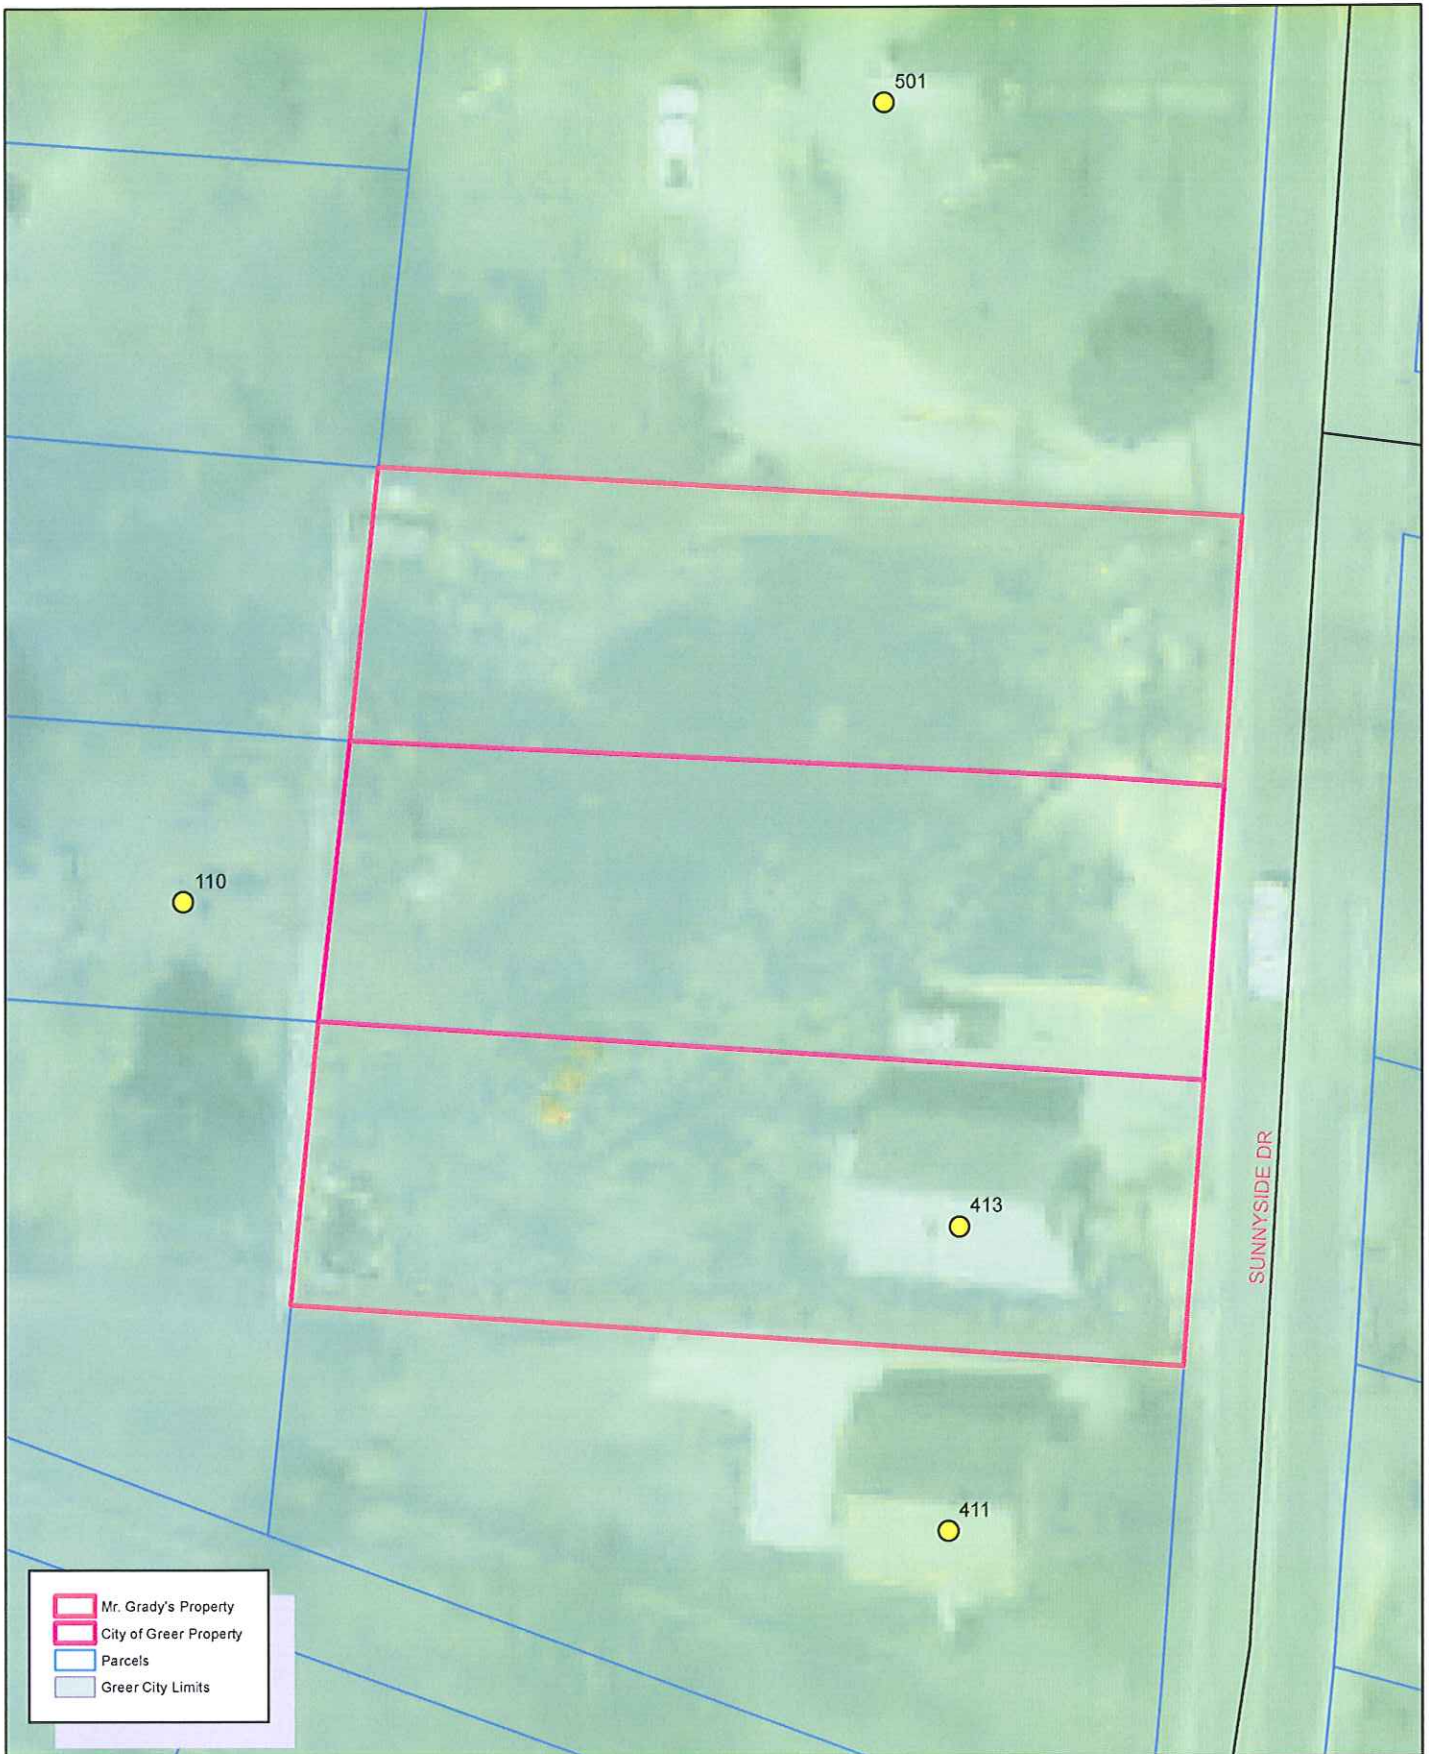 501
110
413
SUNNYSIDE DR
411
Mr. Grady's Property
City of Greer Property
Parcels
Greer City Limits